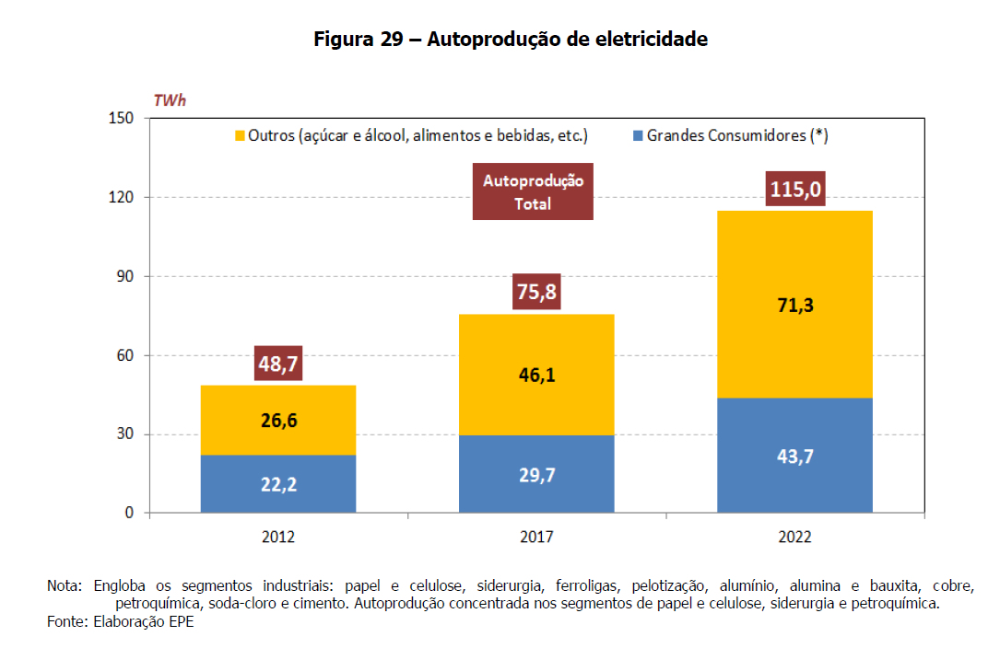 Figura 29 – Autoprodução de eletricidade
TWh
150
Outros (açúcar e álcool, alimentos e bebidas, etc.)
Grandes Consumidores (*)
Autoprodução
Total
115,0
120
90
75,8
71,3
60
48,7
46,1
26,6
30
43,7
29,7
22,2
0
2012
2017
2022
Nota: Engloba os segmentos industriais: papel e celulose, siderurgia, ferroligas, pelotização, alumínio, alumina e bauxita, cobre,
petroquímica, soda-cloro e cimento. Autoprodução concentrada nos segmentos de papel e celulose, siderurgia e petroquímica.
Fonte: Elaboração EPE